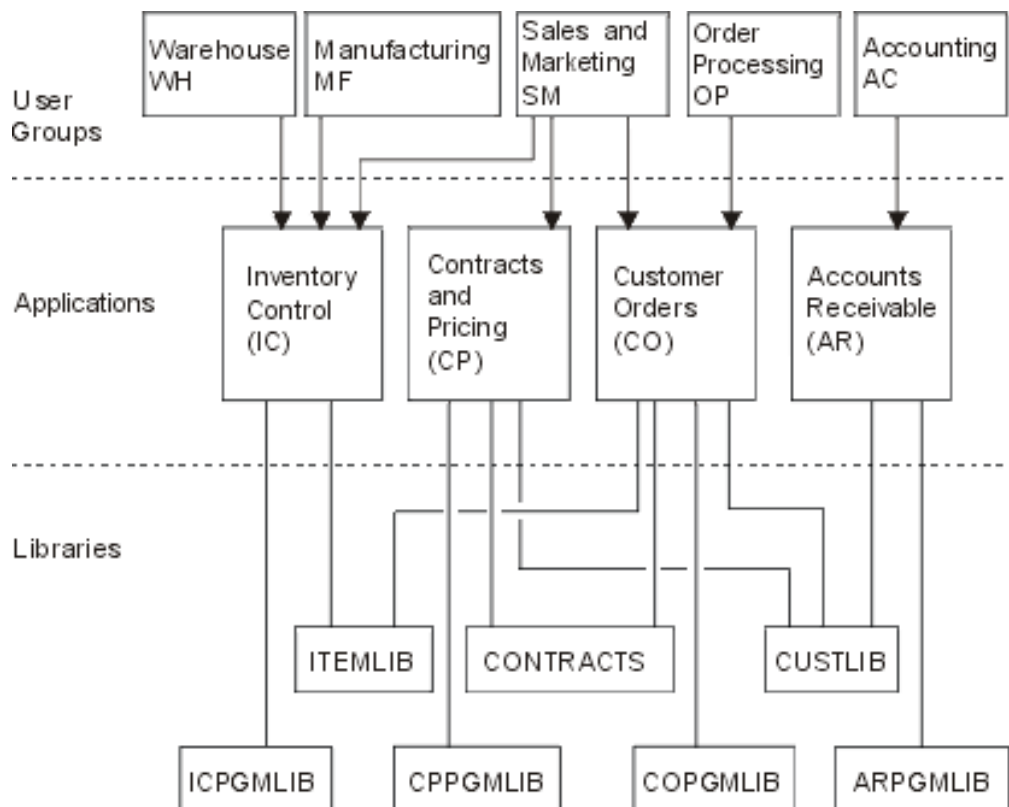 Warehouse
WH
Manufacturing
MF
Sales and
Marketing
SM
Order
Processing
OP
Accounting
AC
User
Groups
Applications
Inventory
Control
(IC)
Contracts
and
Pricing
(CP)
Customer
Orders
(CO)
Accounts
Receivable
(AR)
Libraries
ITEMLIB
CONTRACTS
CUSTLIB
ICPGMLIB
CPPGMLIB
COPGMLIB
ARPGMLIB